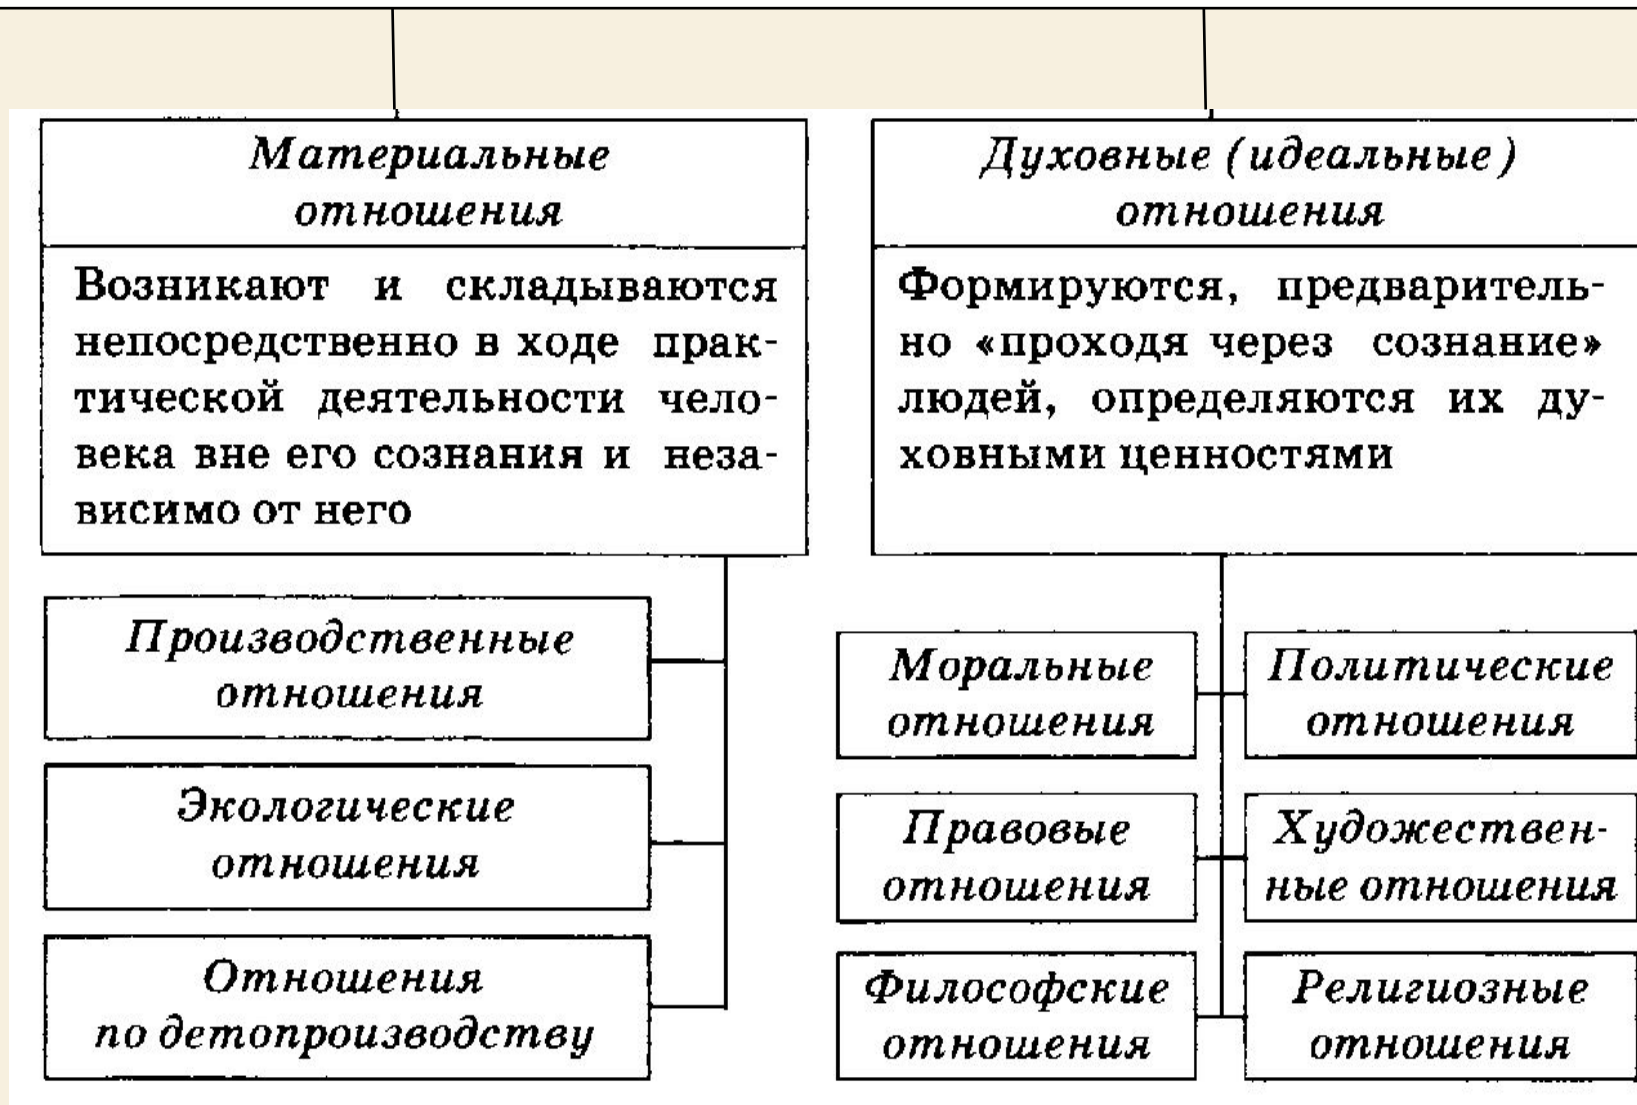 Материальные
отношения
Возникают и складываются
непосредственно в ходе прак-
тической деятельности чело-
века вне его сознания и неза-
висимо от него
Производственные
отношения
Экологические
отношения
Отношения
по детопроизводству
Духовные (идеальные)
отношения
Формируются, предваритель-
но «проходя через сознание»
людей, определяются их ду-
ховными ценностями
Моральные
отношения
Политические
отношения
Правовые
отношения
Художествен-
ные отношения
Философские
отношения
Религиозные
отношения